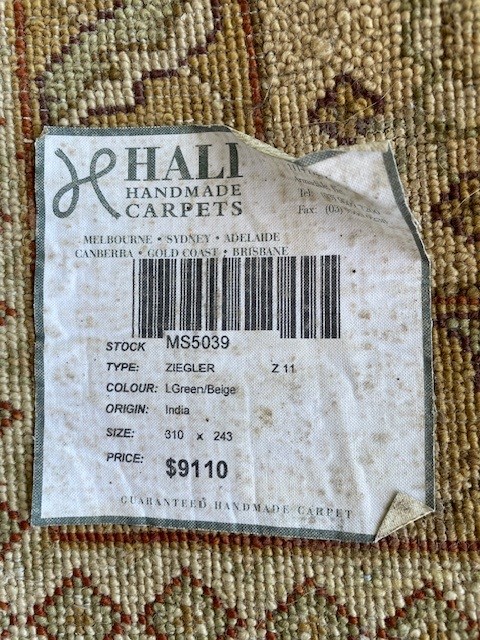 HALI
HANDMADE
CARPETS
Tel:
Fax: (03)
MELBOURNE • SYDNEY • ADELAIDE
CANBERRA • GOLD COAST • BRISBANE
STOCK MS5039
TYPE: ZIEGLER Z 11
COLOUR: LGreen/Beige
ORIGIN: India
SIZE: 310 x 243
PRICE: $9110
GUARANTEED HANDMADE CARPET